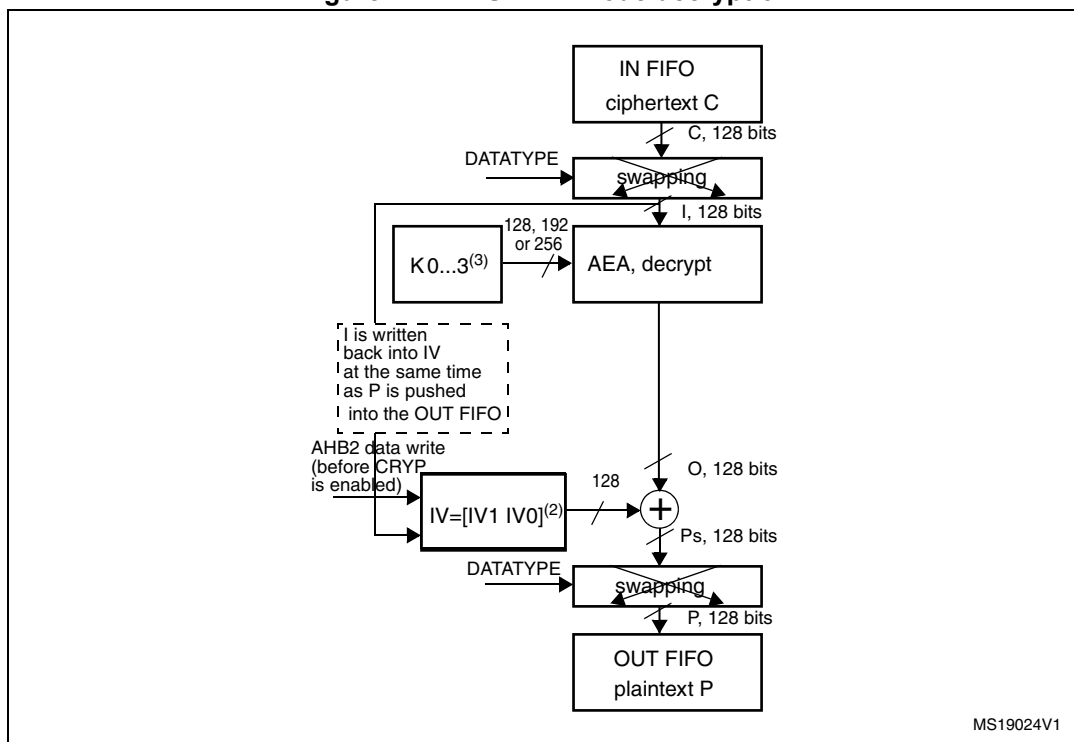 IN FIFO
ciphertext C
C, 128 bits
DATATYPE
swapping
I, 128 bits
128, 192
or 256
K 0...3(3)
AEA, decrypt
I is written
back into IV
at the same time
as P is pushed
into the OUT FIFO
AHB2 data write
(before CRYP
is enabled)
IV=[IV1 IV0](2)
128
O, 128 bits
+
Ps, 128 bits
DATATYPE
swapping
P, 128 bits
OUT FIFO
plaintext P
MS19024V1